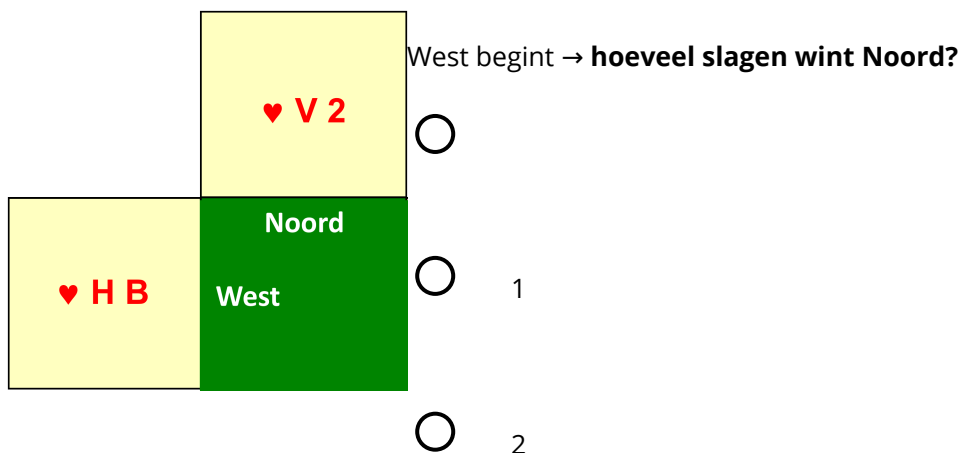 West begint → hoeveel slagen wint Noord?
♥ V 2
Noord
♥ H B
West
1
2